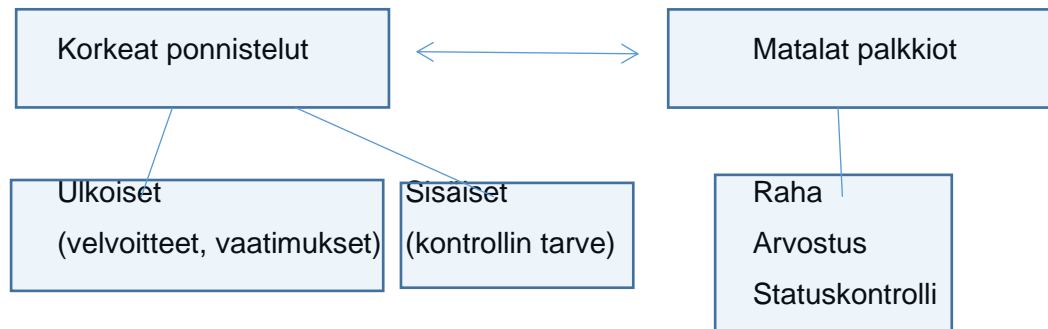 Korkeat ponnistelut
Matalat palkkiot
Ulkoiset
(velvoitteet, vaatimukset)
Sisäiset
(kontrollin tarve)
Raha
Arvostus
Statuskontrolli